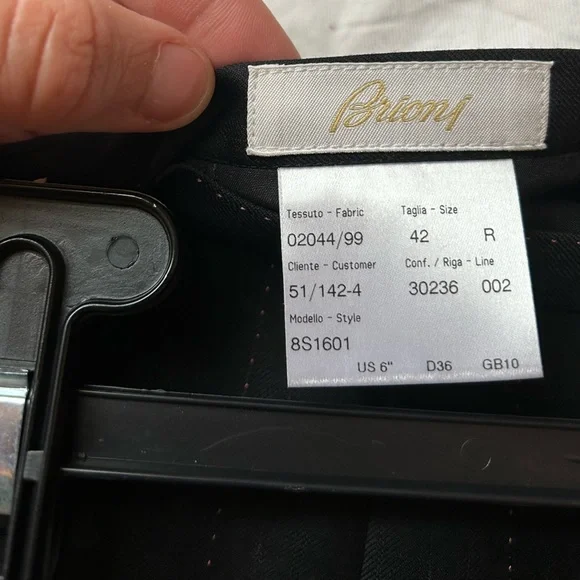 Brioni
Tessuto - Fabric Taglia - Size
02044/99 42 R
Cliente - Customer Conf. / Riga - Line
51/142-4 30236 002
Modello - Style
8S1601
US 6" D36 GB10